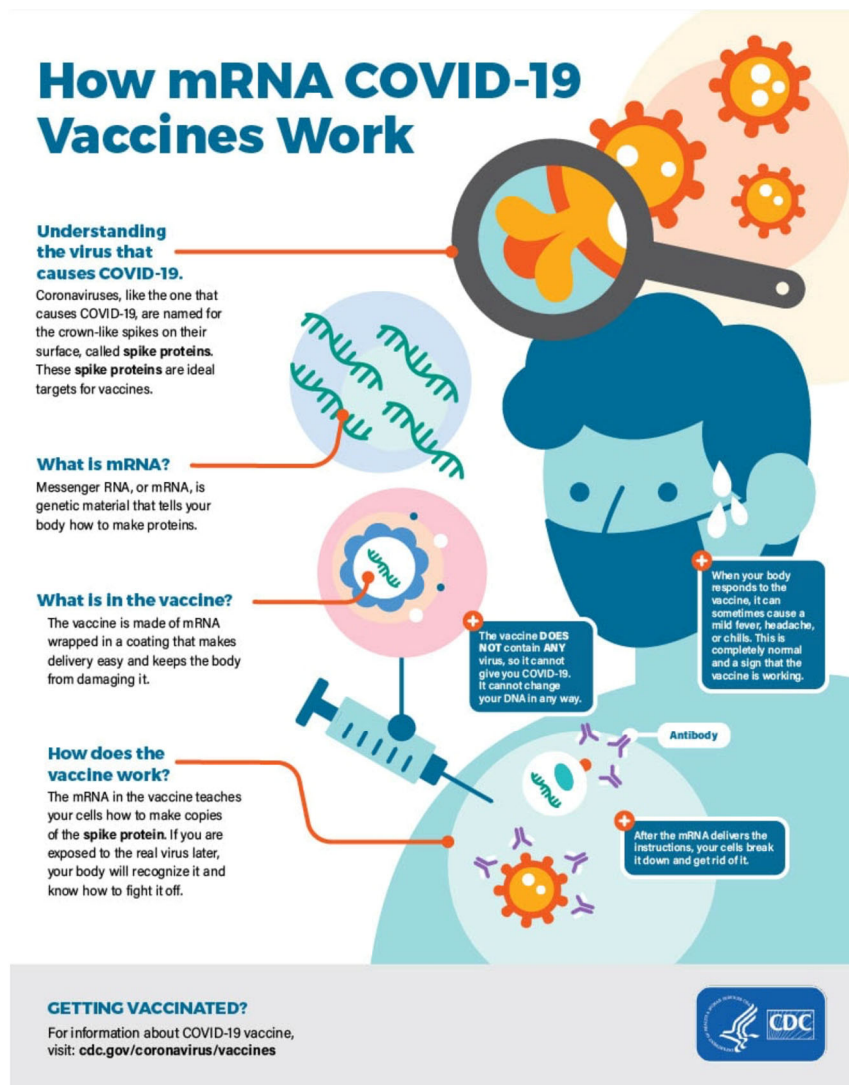 How mRNA COVID-19
Vaccines Work
Understanding
the virus that
causes COVID-19.
Coronaviruses, like the one that
causes COVID-19, are named for
the crown-like spikes on their
surface, called spike proteins.
These spike proteins are ideal
targets for vaccines.
What is mRNA?
Messenger RNA, or mRNA, is
genetic material that tells your
body how to make proteins.
What is in the vaccine?
The vaccine is made of mRNA
wrapped in a coating that makes
delivery easy and keeps the body
from damaging it.
The vaccine DOES
NOT contain ANY
virus, so it cannot
give you COVID-19.
It cannot change
your DNA in any way.
When your body
responds to the
vaccine, it can
sometimes cause a
mild fever, headache,
or chills. This is
completely normal
and a sign that the
vaccine is working.
How does the
vaccine work?
The mRNA in the vaccine teaches
your cells how to make copies
of the spike protein. If you are
exposed to the real virus later,
your body will recognize it and
know how to fight it off.
Antibody
After the mRNA delivers the
instructions, your cells break
it down and get rid of it.
GETTING VACCINATED?
For information about COVID-19 vaccine,
visit: cdc.gov/coronavirus/vaccines
CDC